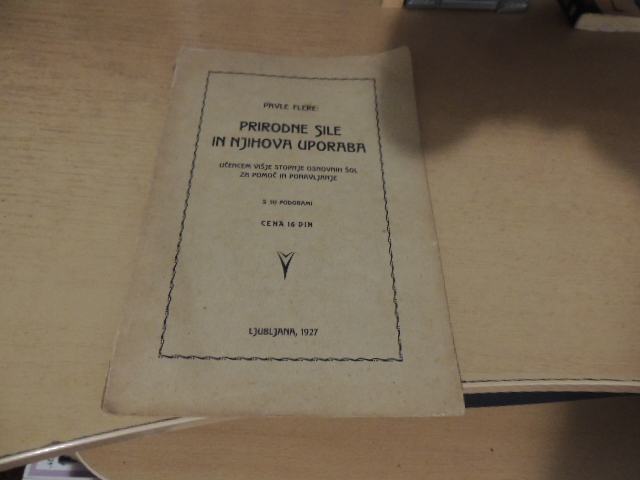 PAVLE FLERE:
PRIRODNE SILE
IN NJIHOVA UPORABA
UČENCEM VIŠJE STOPNJE OSNOVNIH ŠOL
ZA POMOČ IN PONAVLJANJE
S PODOBAMI
CENA 16 DIN
LJUBLJANA, 1927